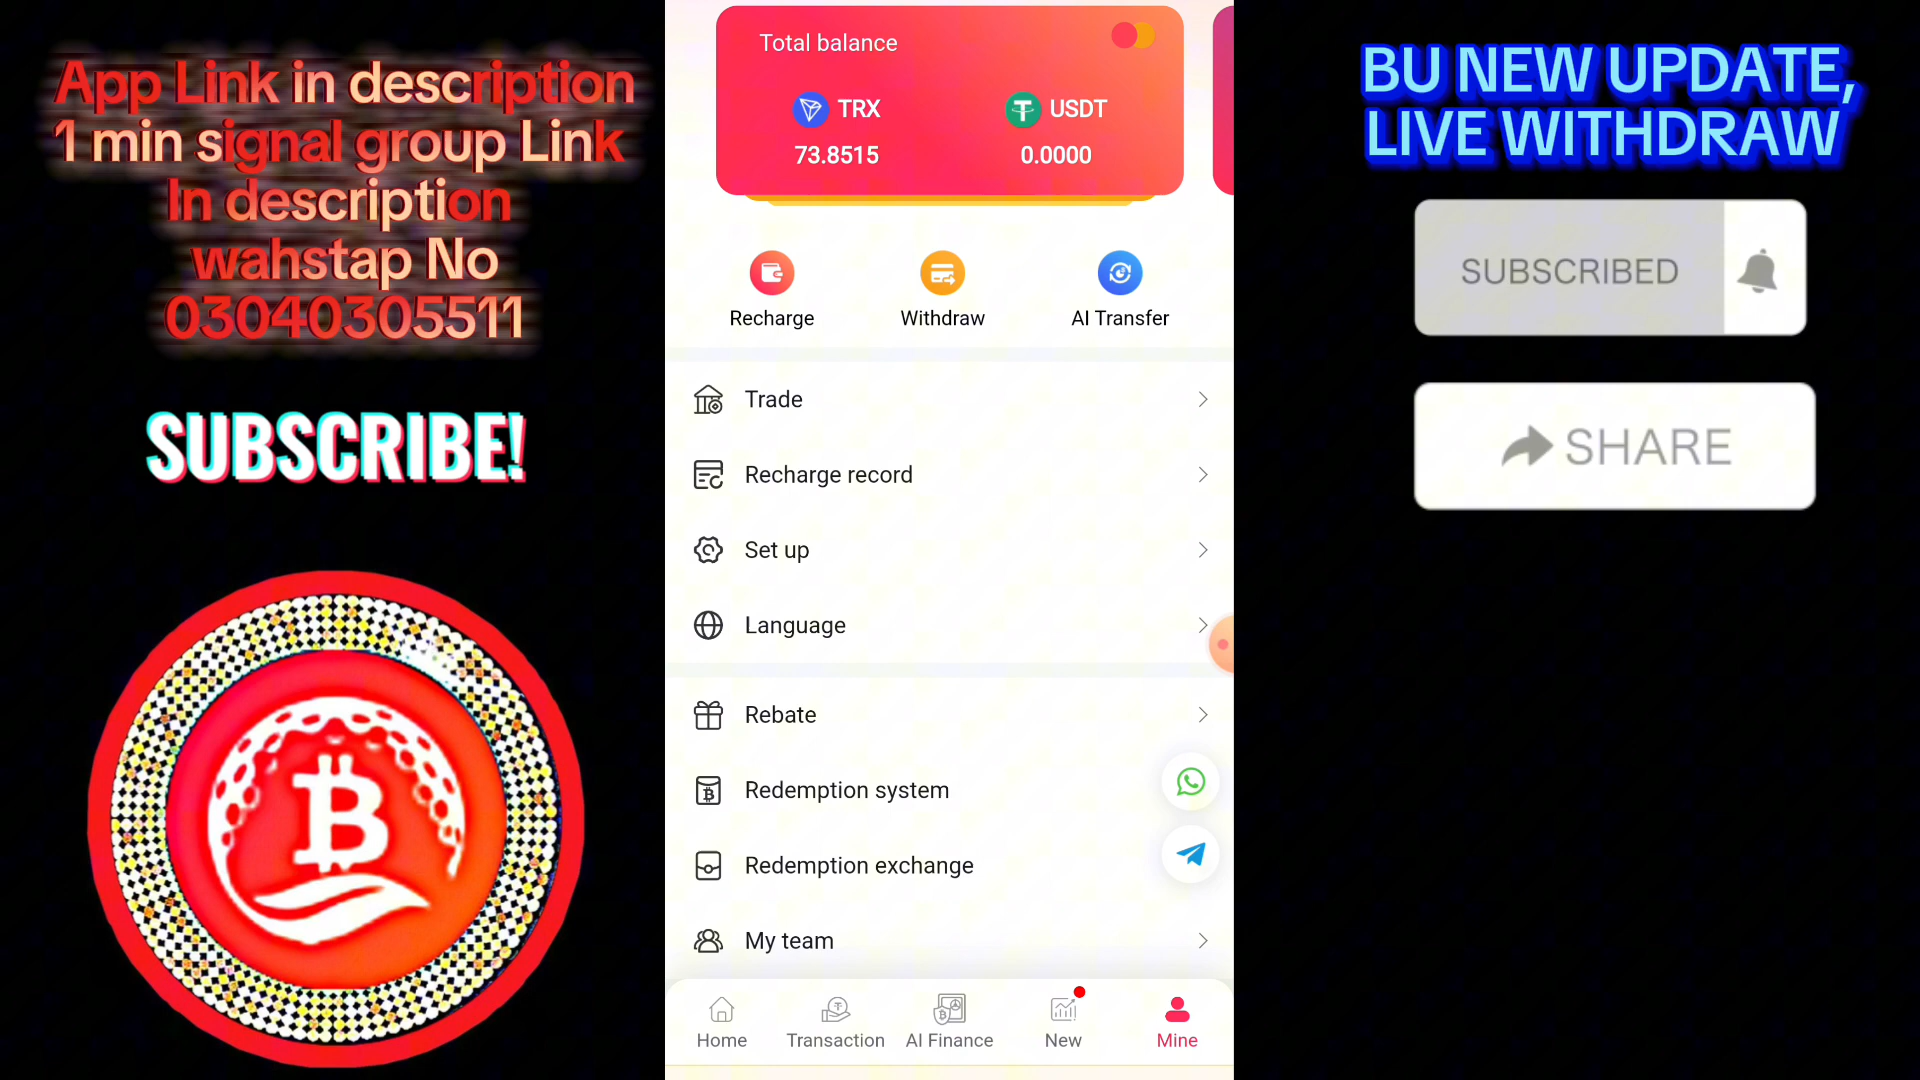 App Link in description
1 min signal group Link
In description
wahstap No
03040305511
SUBSCRIBE!
Total balance
TRX
USDT
73.8515
0.0000
Recharge
Withdraw
AI Transfer
Trade
Recharge record
Set up
Language
Rebate
Redemption system
Redemption exchange
My team
Home
Transaction
AI Finance
New
Mine
BU NEW UPDATE,
LIVE WITHDRAW
SUBSCRIBED
SHARE